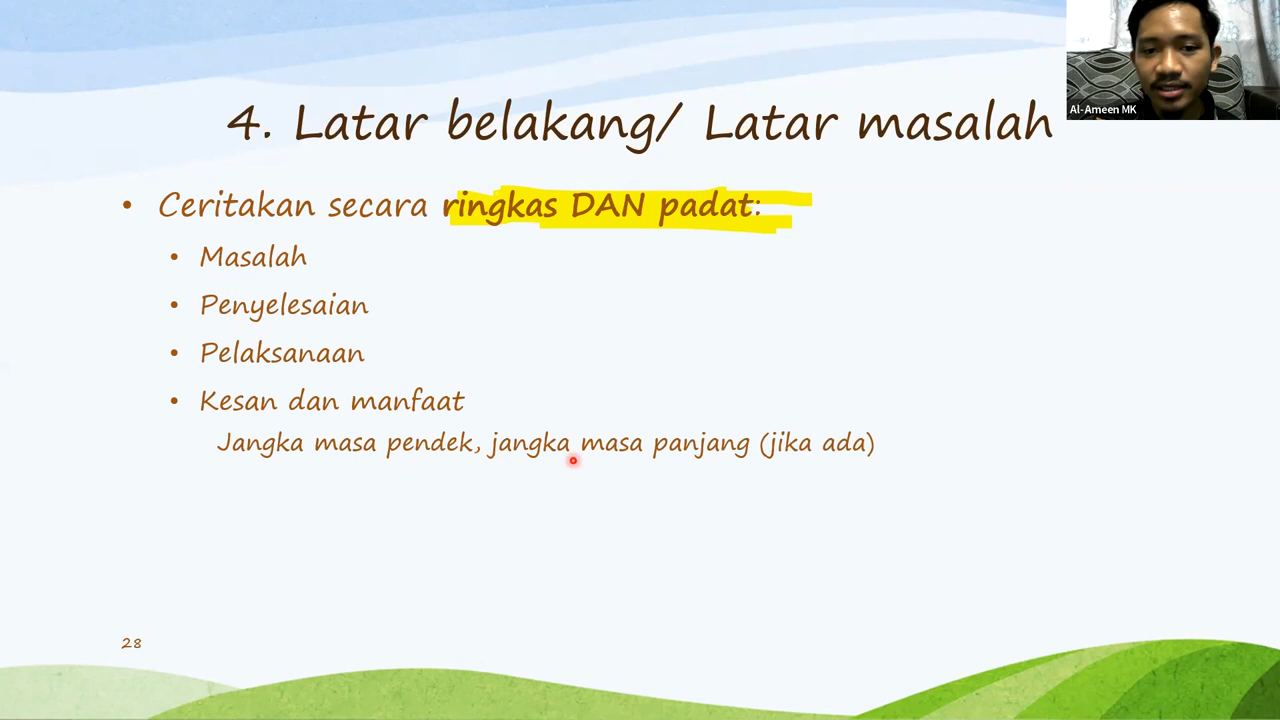 4. Latar belakang/ Latar masalah
Al-Ameen MK
• Ceritakan secara ringkas DAN padat:
• Masalah
• Penyelesaian
• Pelaksanaan
• Kesan dan manfaat
Jangka masa pendek, jangka masa panjang (jika ada)
28